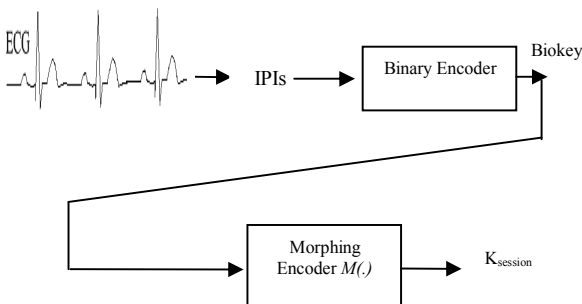 ECG
IPIs
Binary Encoder
Biokey
Morphing
Encoder M(.)
Ksession